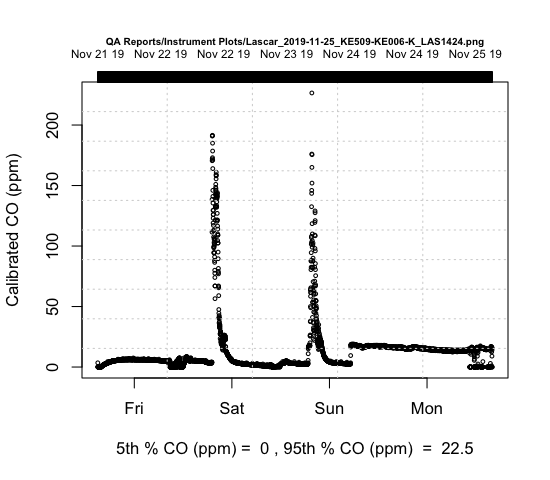 QA Reports/Instrument Plots/Lascar_2019-11-25_KE509-KE006-K_LAS1424.png
Nov 21 19 Nov 22 19 Nov 22 19 Nov 23 19 Nov 24 19 Nov 24 19 Nov 25 19
Calibrated CO (ppm)
200
150
100
50
0
Fri Sat Sun Mon
5th % CO (ppm) = 0 , 95th % CO (ppm) = 22.5